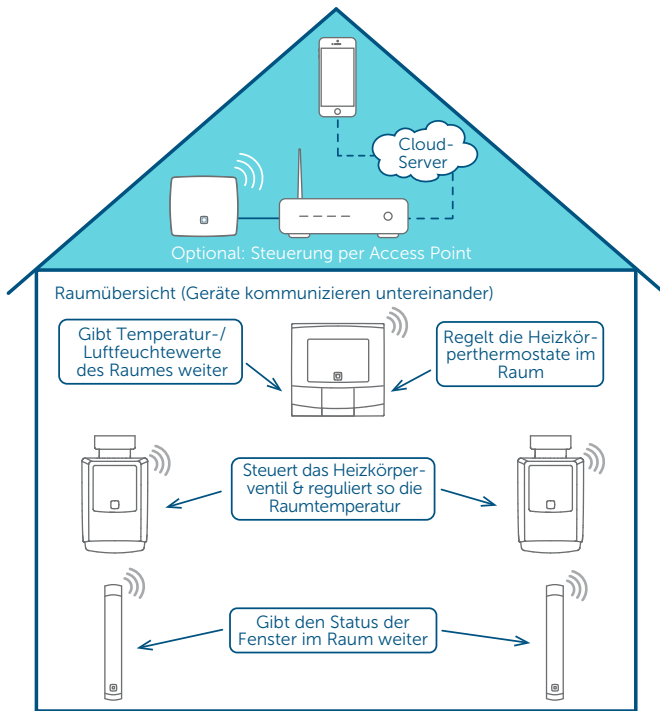 Cloud-
Server
Optional: Steuerung per Access Point
Raumübersicht (Geräte kommunizieren untereinander)
Gibt Temperatur-/
Luftfeuchtewerte
des Raumes weiter
Regelt die Heizkör-
perthermostate im
Raum
Steuert das Heizkörper-
ventil & reguliert so die
Raumtemperatur
Gibt den Status der
Fenster im Raum weiter